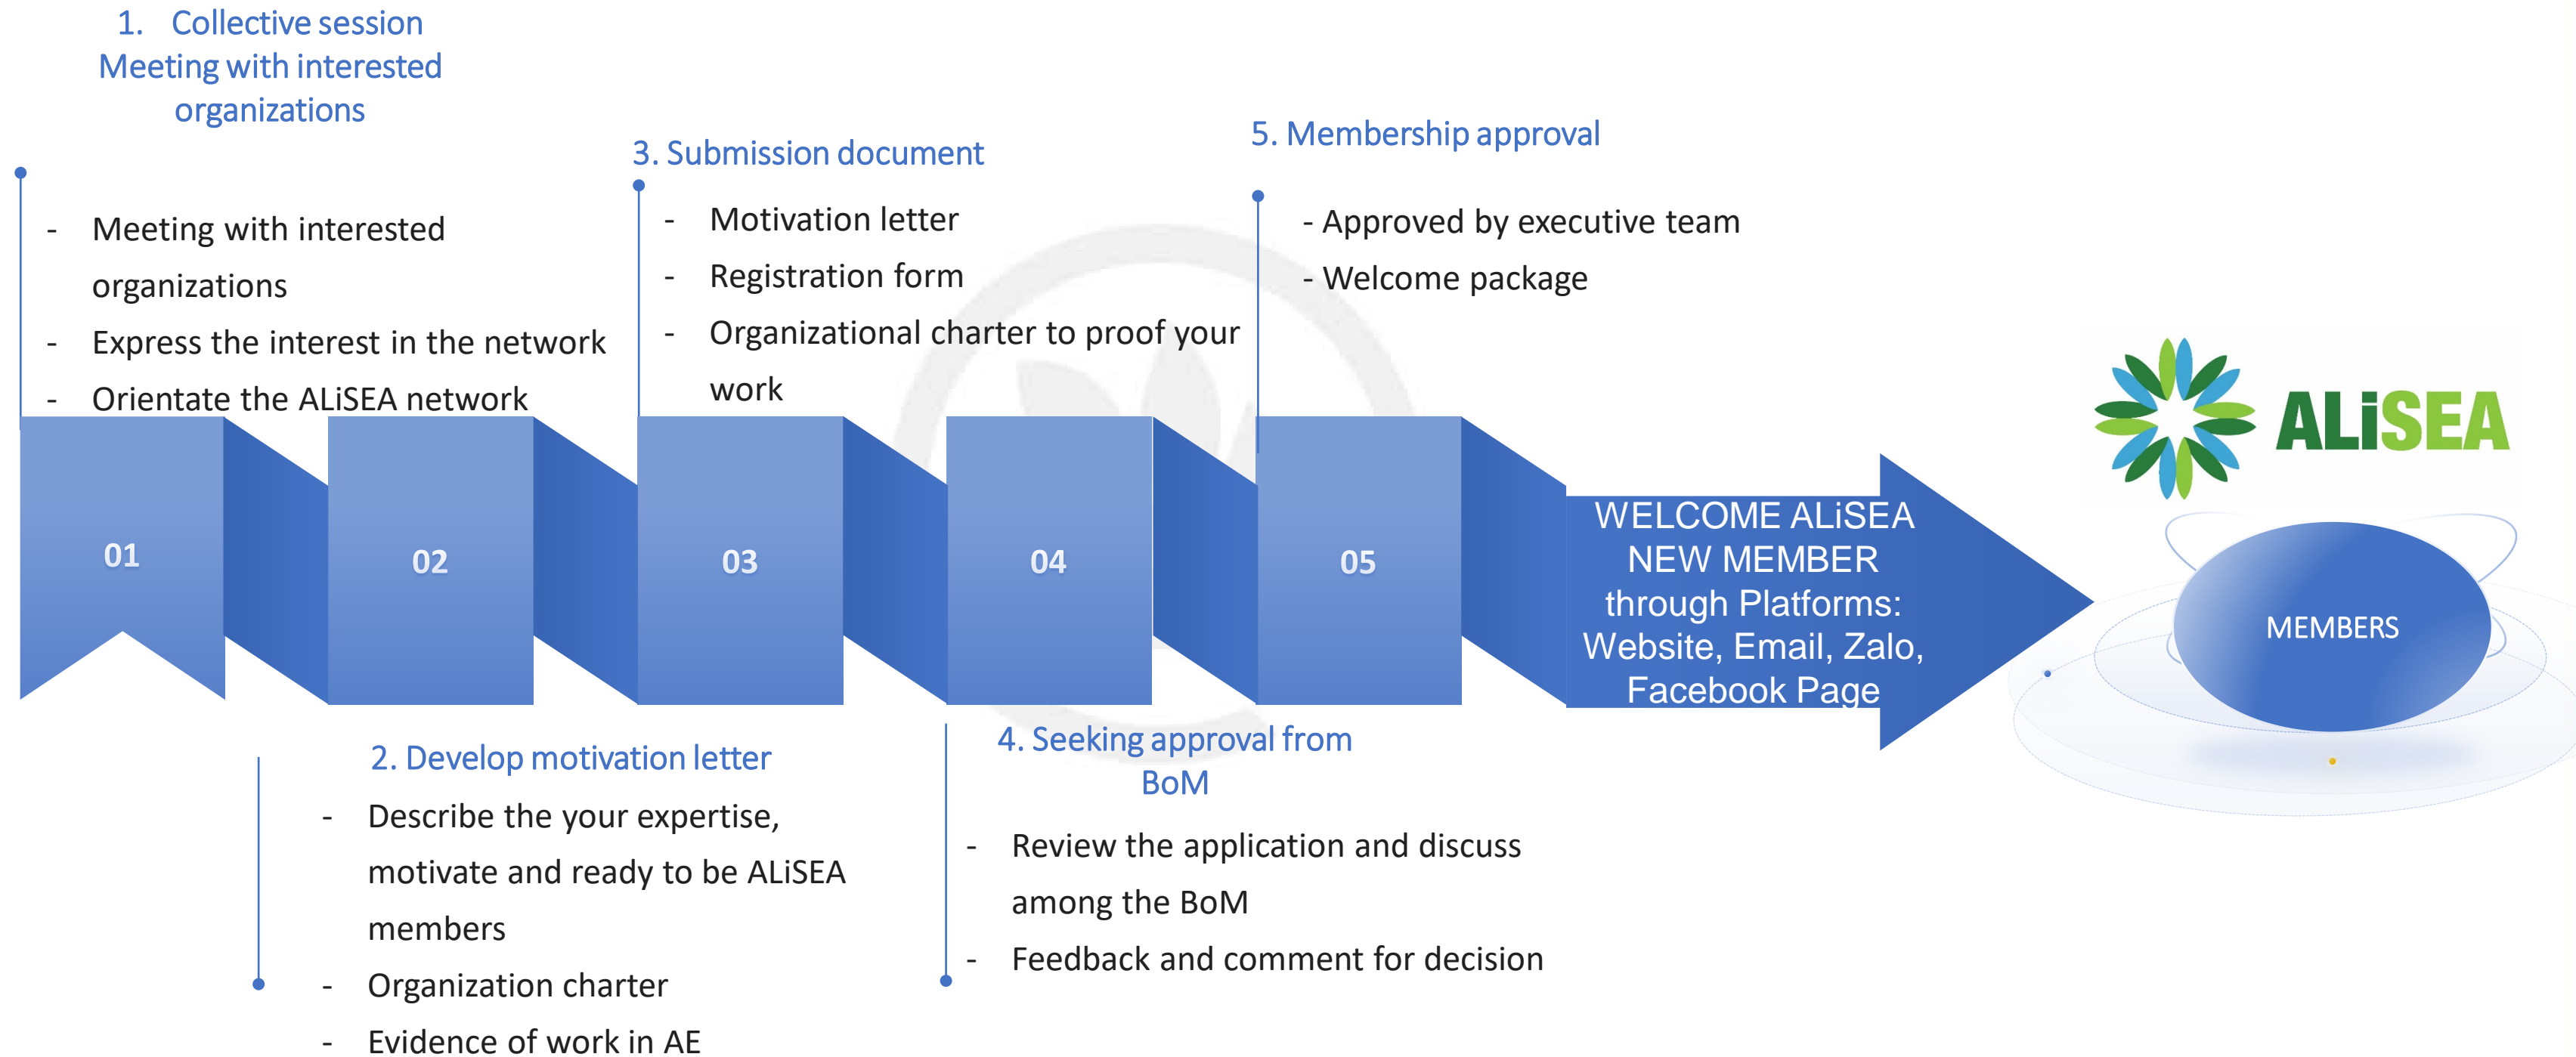 1. Collective session
Meeting with interested
organizations
- Meeting with interested
organizations
- Express the interest in the network
- Orientate the ALiSEA network
3. Submission document
- Motivation letter
- Registration form
- Organizational charter to proof your
work
5. Membership approval
- Approved by executive team
- Welcome package
01
02
03
04
05
WELCOME ALiSEA
NEW MEMBER
through Platforms:
Website, Email, Zalo,
Facebook Page
ALiSEA
MEMBERS
2. Develop motivation letter
- Describe the your expertise,
motivate and ready to be ALiSEA
members
- Organization charter
- Evidence of work in AE
4. Seeking approval from
BoM
- Review the application and discuss
among the BoM
- Feedback and comment for decision